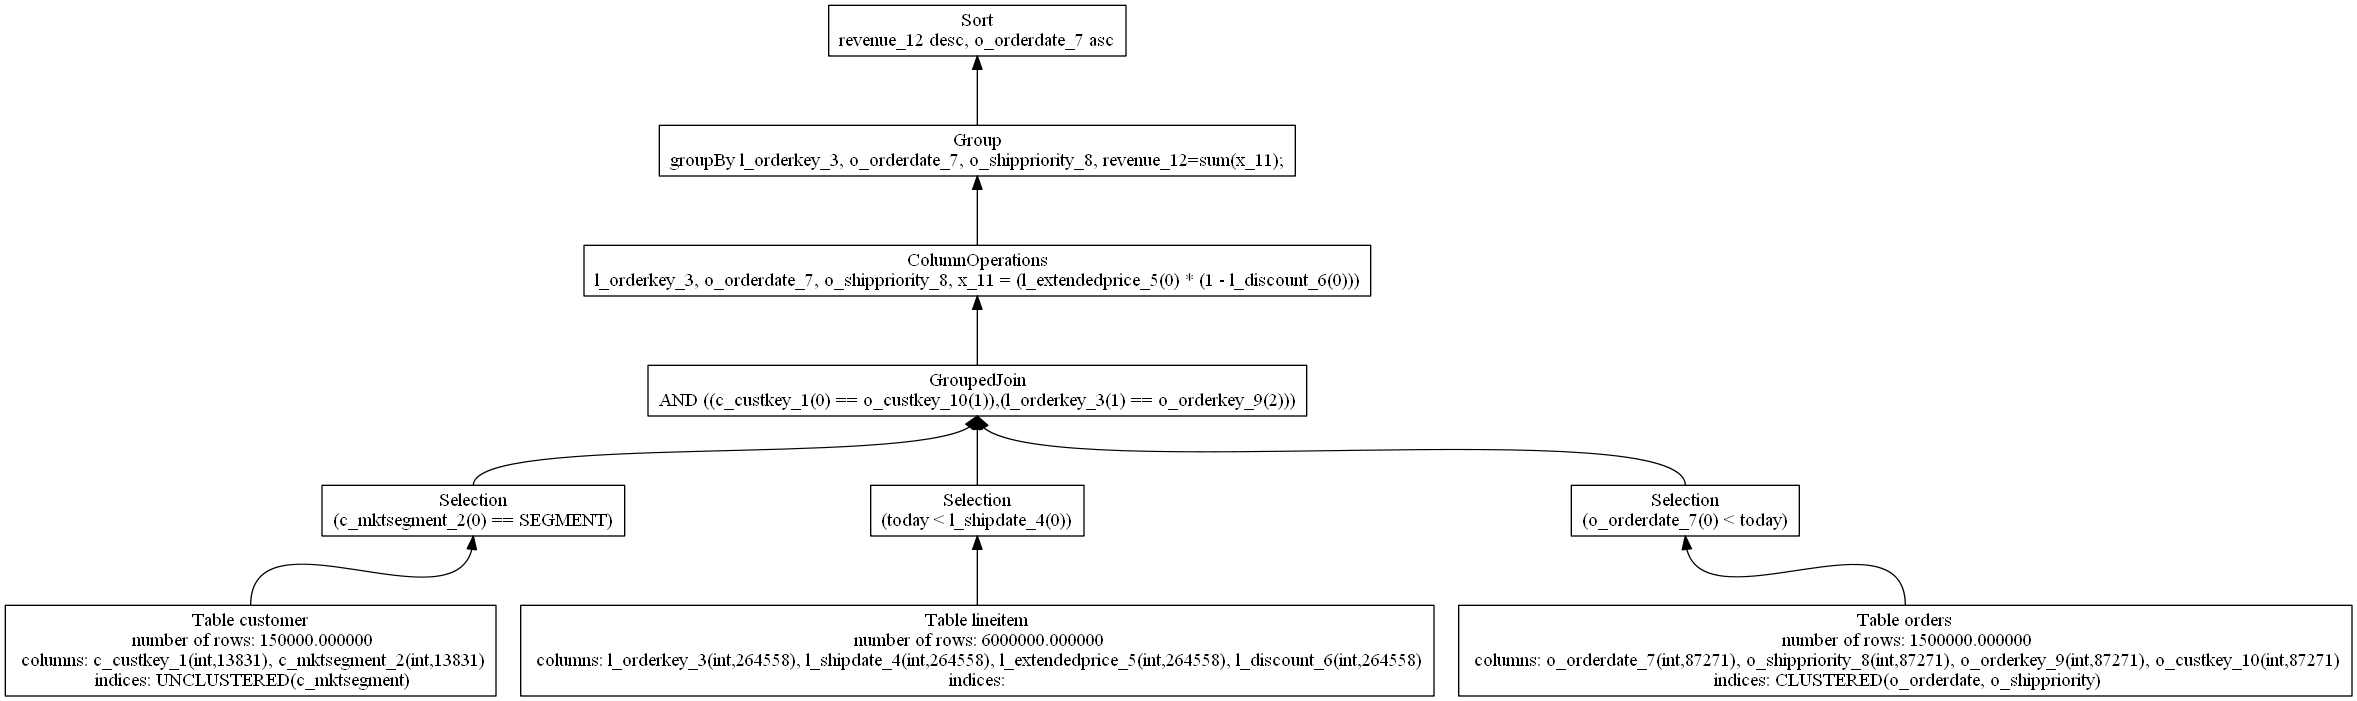 Sort
revenue_12 desc, o_orderdate_7 asc
Group
groupBy l_orderkey_3, o_orderdate_7, o_shippriority_8, revenue_12=sum(x_11);
ColumnOperations
l_orderkey_3, o_orderdate_7, o_shippriority_8, x_11 = (l_extendedprice_5(0) * (1 - l_discount_6(0)))
GroupedJoin
AND ((c_custkey_1(0) == o_custkey_10(1)),(l_orderkey_3(1) == o_orderkey_9(2)))
Selection
(c_mktsegment_2(0) == SEGMENT)
Selection
(today < l_shipdate_4(0))
Selection
(o_orderdate_7(0) < today)
Table customer
number of rows: 150000.000000
columns: c_custkey_1(int,13831), c_mktsegment_2(int,13831)
indices: UNCLUSTERED(c_mktsegment)
Table lineitem
number of rows: 6000000.000000
columns: l_orderkey_3(int,264558), l_shipdate_4(int,264558), l_extendedprice_5(int,264558), l_discount_6(int,264558)
indices:
Table orders
number of rows: 1500000.000000
columns: o_orderdate_7(int,87271), o_shippriority_8(int,87271), o_orderkey_9(int,87271), o_custkey_10(int,87271)
indices: CLUSTERED(o_orderdate, o_shippriority)